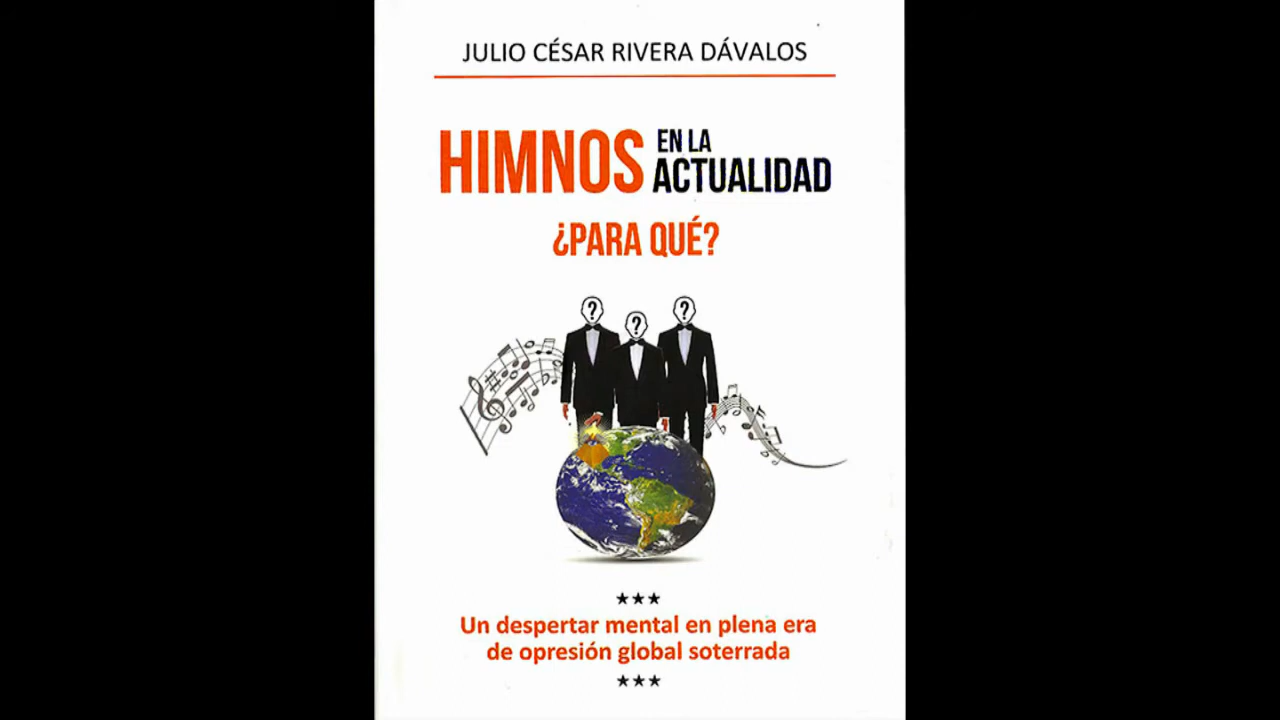 JULIO CÉSAR RIVERA DÁVALOS
HIMNOS EN LA ACTUALIDAD
¿PARA QUÉ?
? ? ?
★★★
Un despertar mental en plena era
de opresión global soterrada
★★★